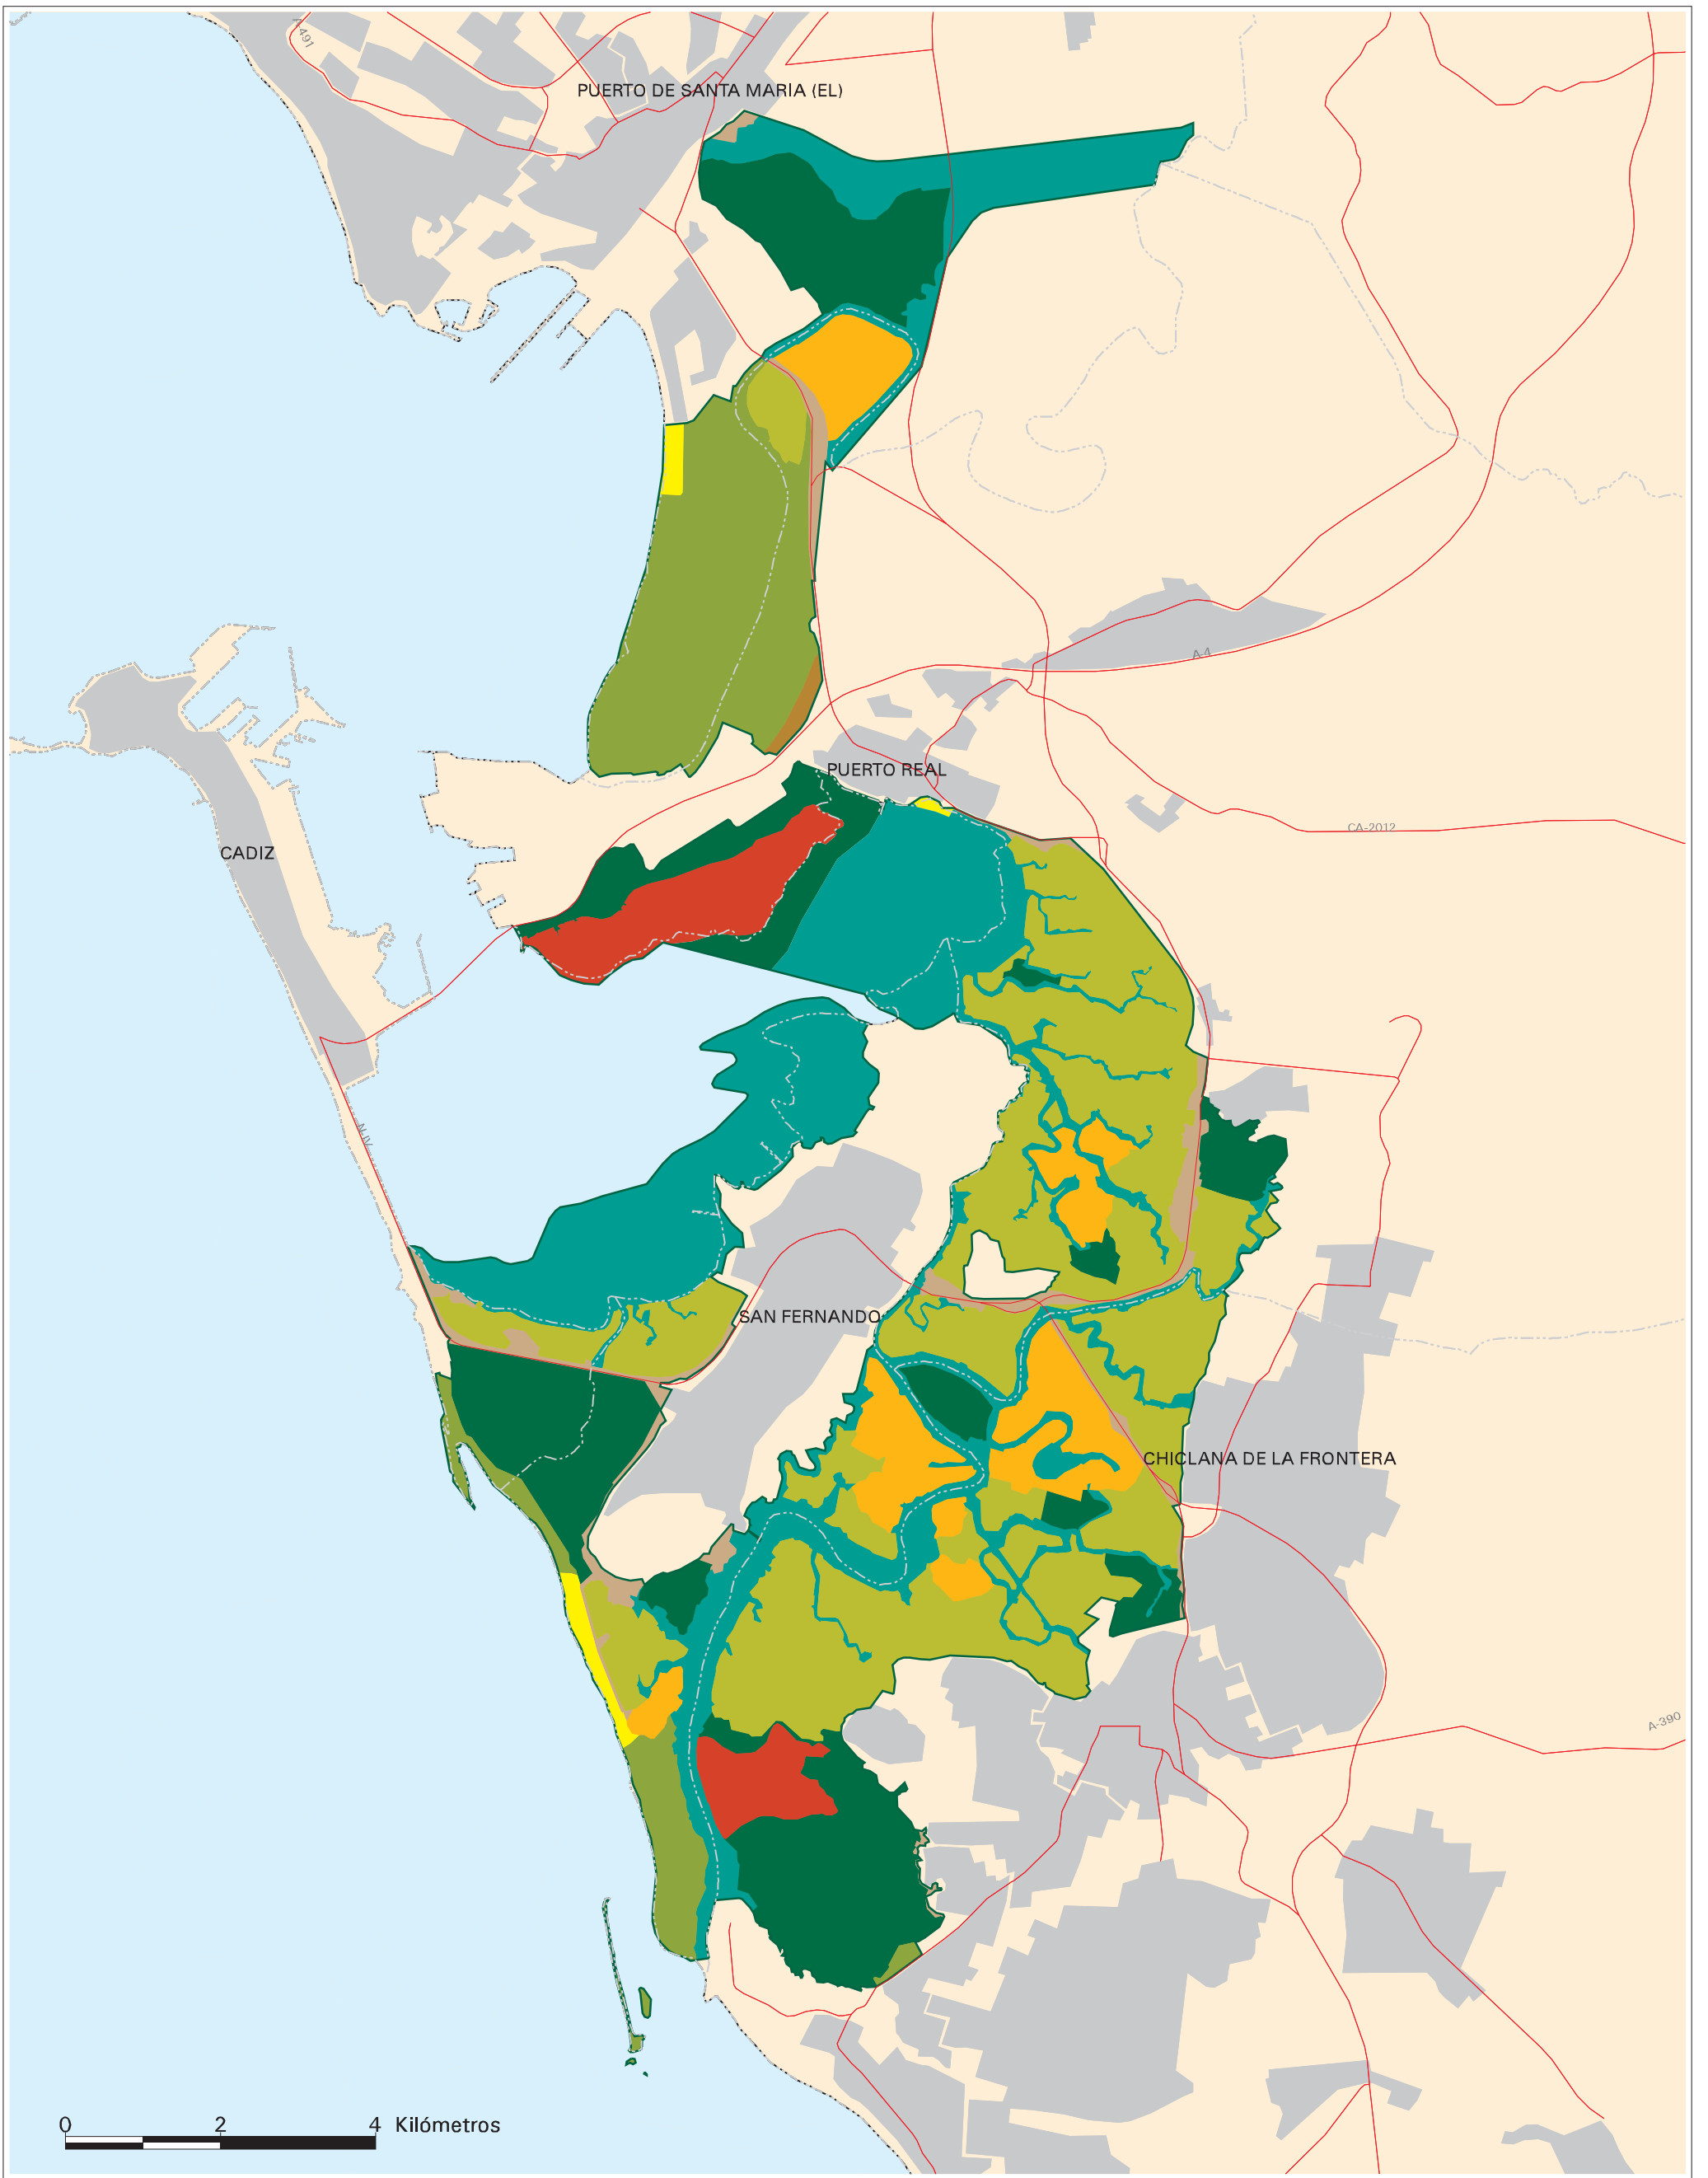 A-491
PUERTO DE SANTA MARIA (EL)
A-4
PUERTO REAL
CA-2012
CADIZ
N-IV
SAN FERNANDO
CHICLANA DE LA FRONTERA
A-390
0 2 4 Kilómetros